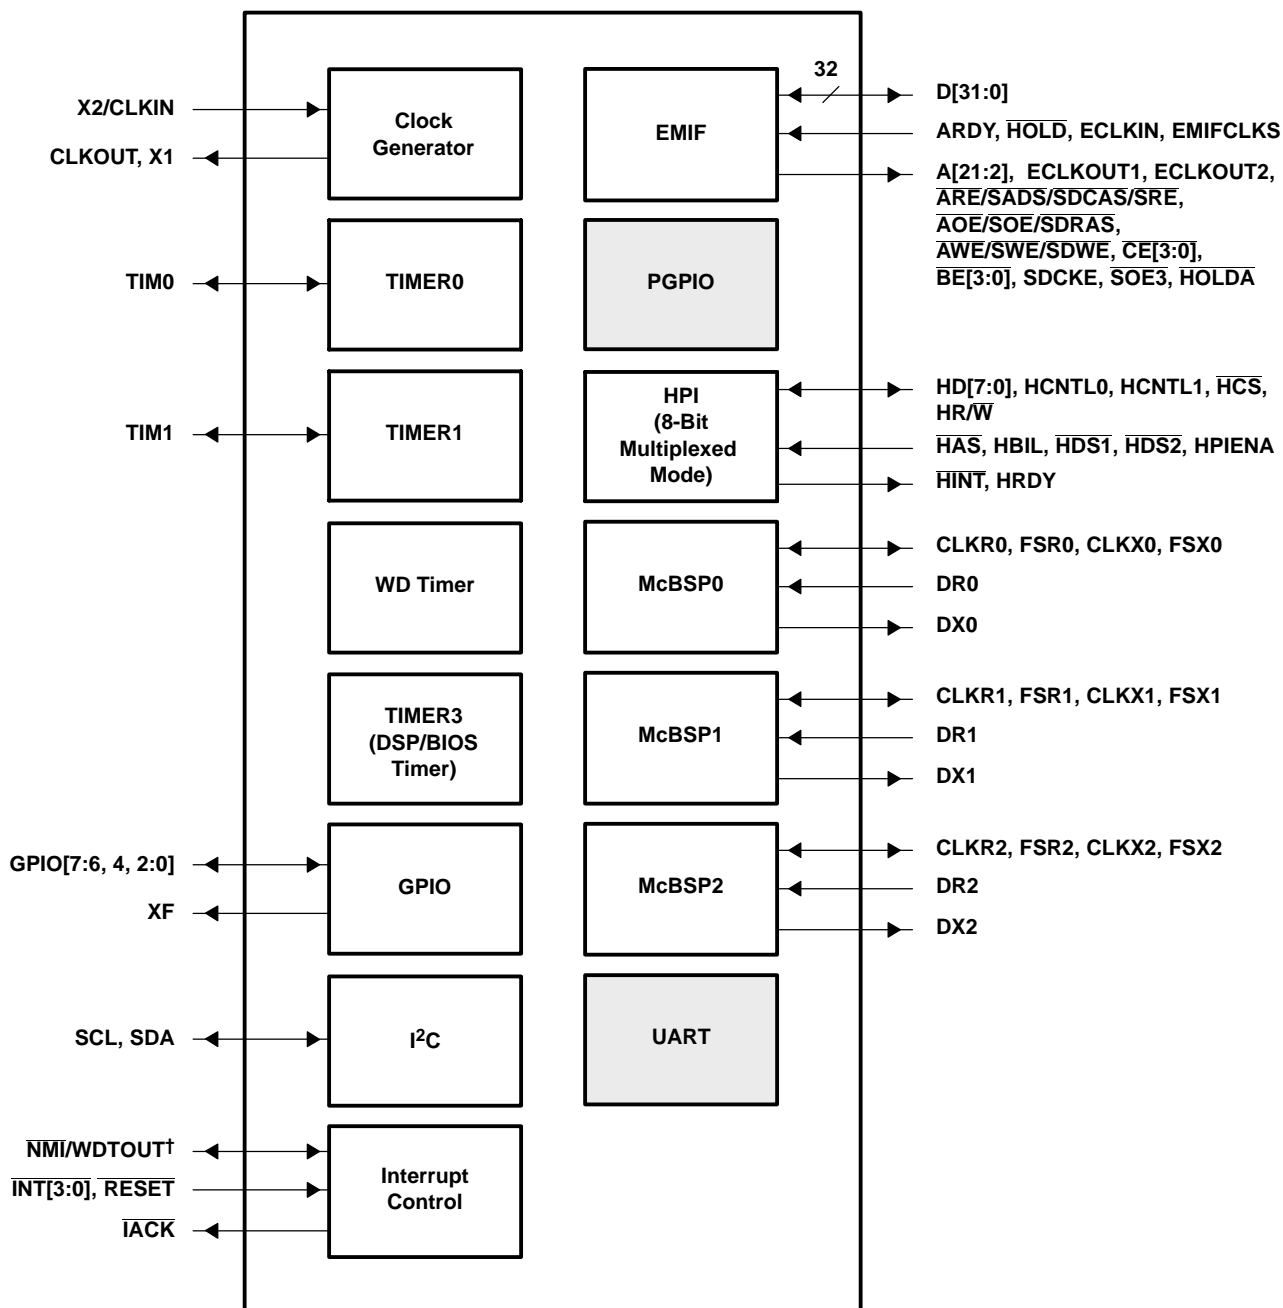 X2/CLKIN
CLKOUT, X1
Clock
Generator
TIM0
TIMER0
TIM1
TIMER1
WD Timer
TIMER3
(DSP/BIOS
Timer)
GPIO[7:6, 4, 2:0]
XF
GPIO
SCL, SDA
I²C
NMI/WDTOUT†
INT[3:0], RESET
IACK
Interrupt
Control
EMIF
32
D[31:0]
ARDY, HOLD, ECLKIN, EMIFCLKS
A[21:2], ECLKOUT1, ECLKOUT2,
ARE/SADS/SDCAS/SRE,
AOE/SOE/SDRAS,
AWE/SWE/SDWE, CE[3:0],
BE[3:0], SDCKE, SOE3, HOLDA
PGPIO
HPI
(8-Bit
Multiplexed
Mode)
HD[7:0], HCNTL0, HCNTL1, HCS,
HR/W
HAS, HBIL, HDS1, HDS2, HPIENA
HINT, HRDY
McBSP0
CLKR0, FSR0, CLKX0, FSX0
DR0
DX0
McBSP1
CLKR1, FSR1, CLKX1, FSX1
DR1
DX1
McBSP2
CLKR2, FSR2, CLKX2, FSX2
DR2
DX2
UART